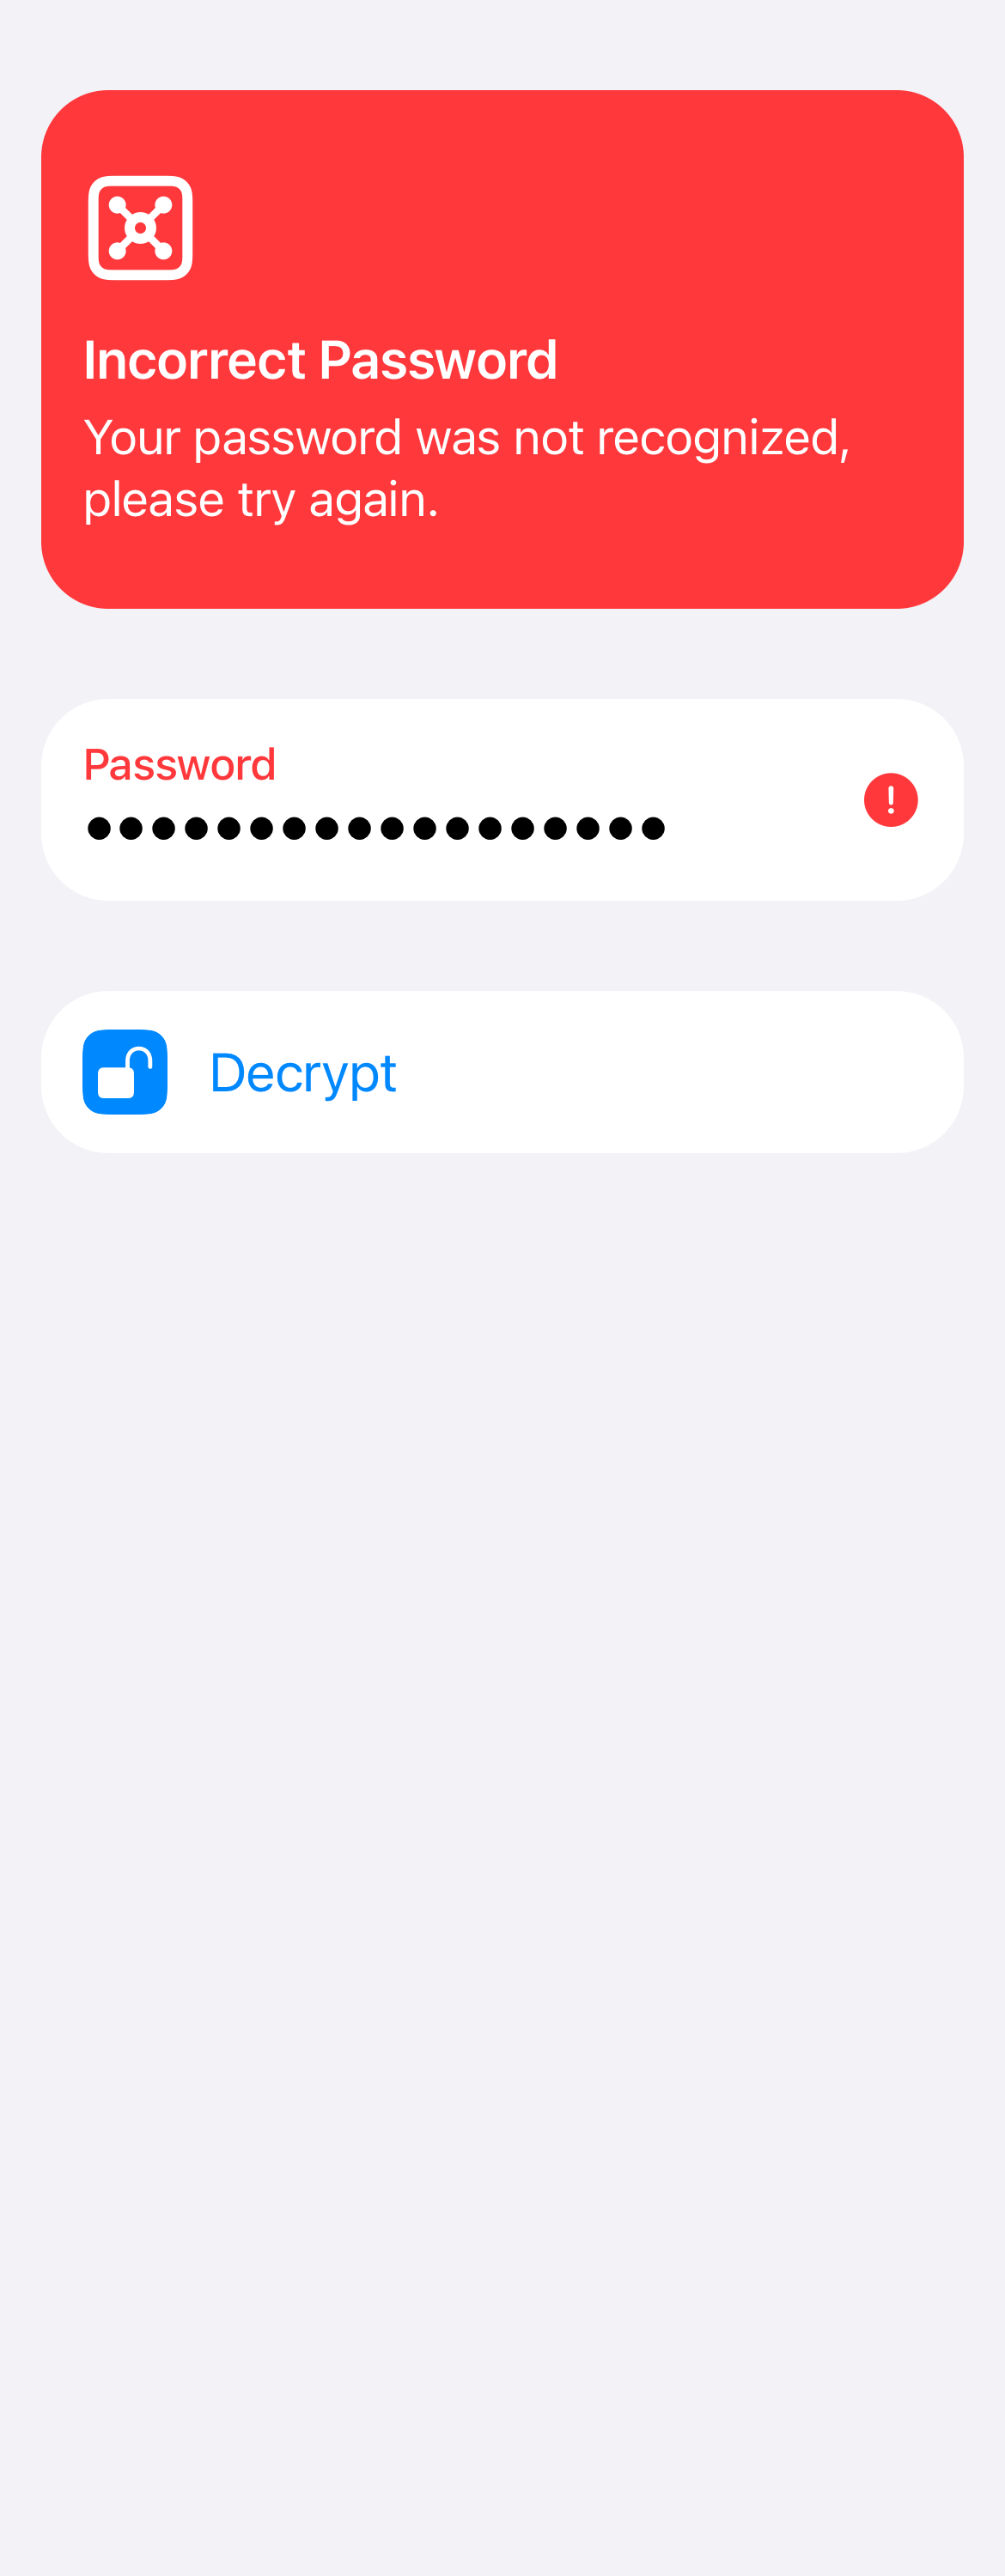 Incorrect Password
Your password was not recognized,
please try again.
Password
●●●●●●●●●●●●●●●●●●
Decrypt